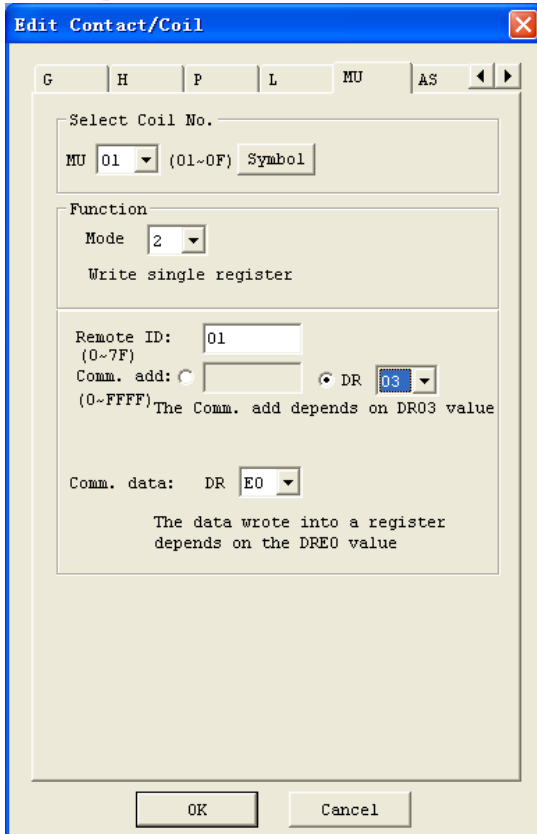 Edit Contact/Coil
G H P L MU AS
Select Coil No.
MU 01 (01~0F) Symbol
Function
Mode 2
Write single register
Remote ID: 01
(0~7F)
Comm. add: DR 03
(0~FFFF) The Comm. add depends on DR03 value
Comm. data: DR E0
The data wrote into a register
depends on the DRE0 value
OK Cancel